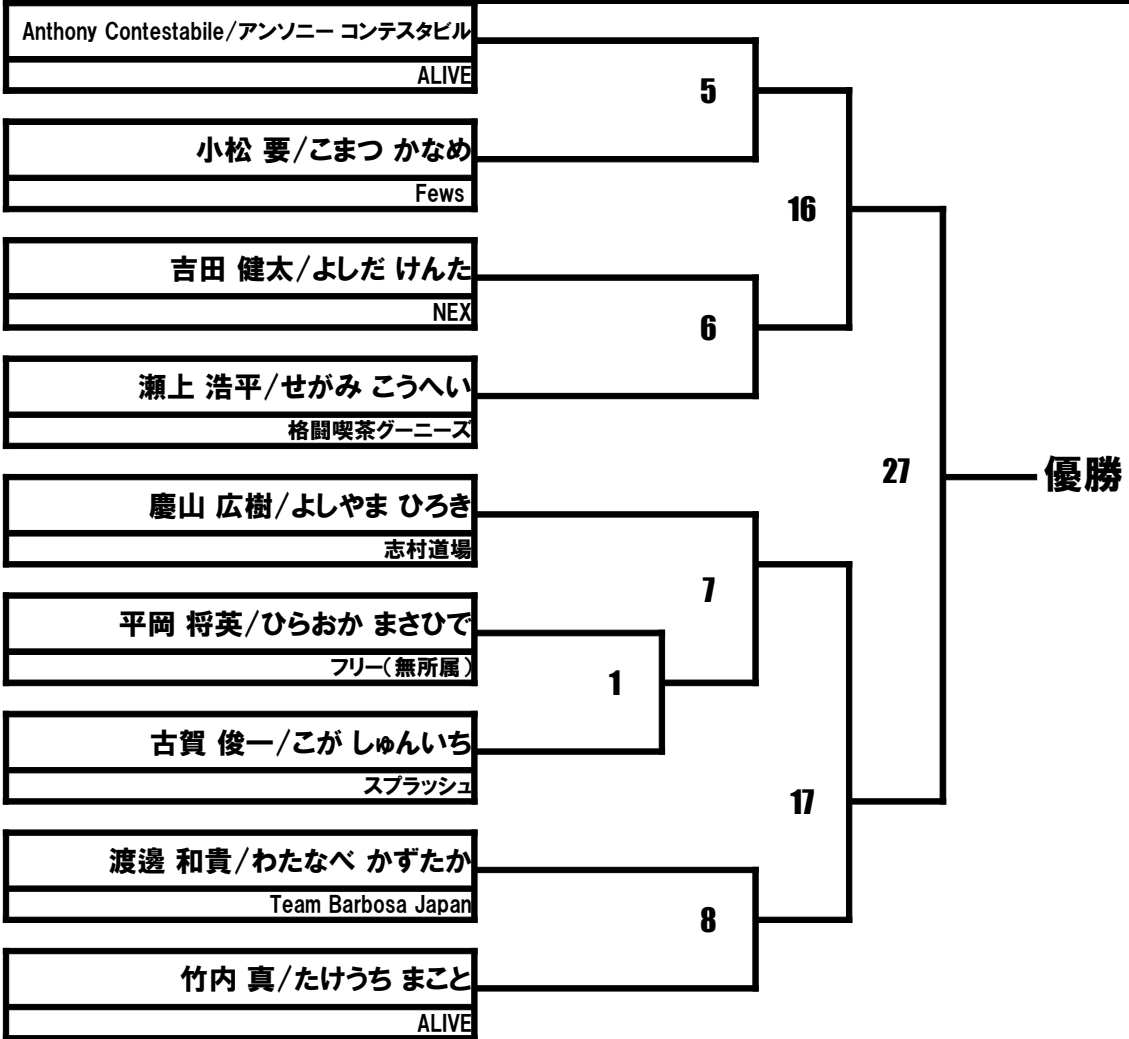 Anthony Contestabile/アンソニー コンテスタビル
ALIVE
5
小松 要/こまつ かなめ
Fews
16
吉田 健太/よしだ けんた
NEX
6
瀬上 浩平/せがみ こうへい
格闘喫茶グーニーズ
27
優勝
慶山 広樹/よしやま ひろき
志村道場
7
平岡 将英/ひらおか まさひで
フリー(無所属)
1
古賀 俊一/こが しゅんいち
スプラッシュ
17
渡邊 和貴/わたなべ かずたか
Team Barbosa Japan
8
竹内 真/たけうち まこと
ALIVE